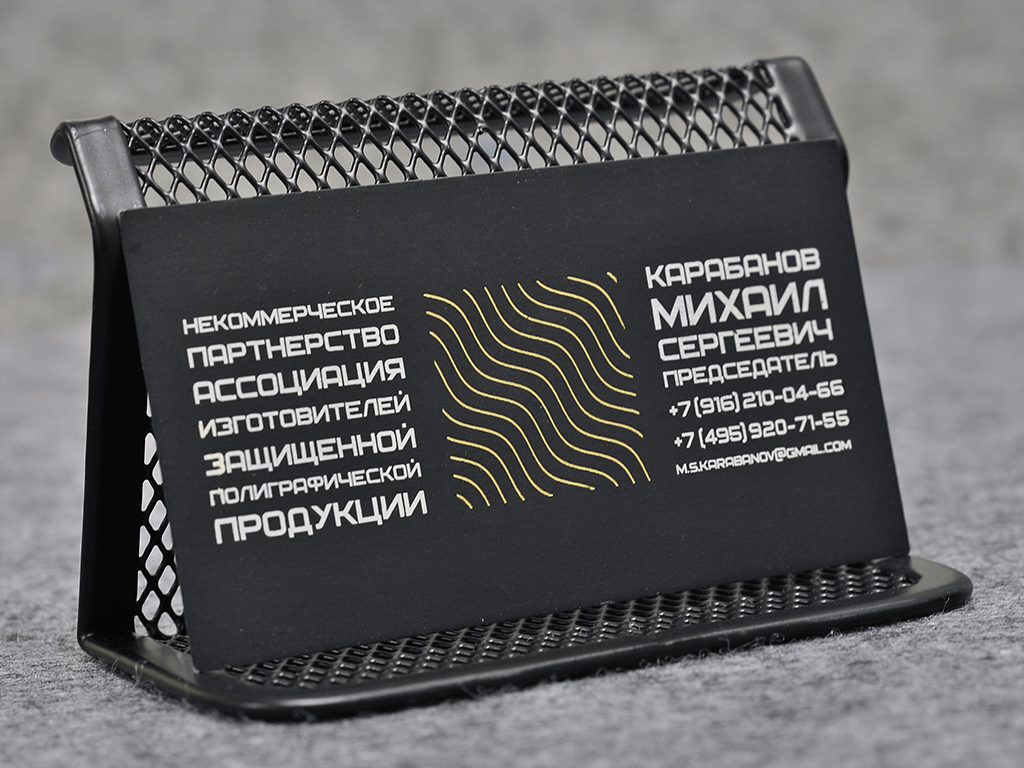 НЕКОММЕРЧЕСКОЕ
ПАРТНЕРСТВО
АССОЦИАЦИЯ
ИЗГОТОВИТЕЛЕЙ
ЗАЩИЩЕННОЙ
ПОЛИГРАФИЧЕСКОЙ
ПРОДУКЦИИ
КАРАБАНОВ
МИХАИЛ
СЕРГЕЕВИЧ
ПРЕДСЕДАТЕЛЬ
+7 (916) 210-04-66
+7 (495) 920-71-55
M.S.KARABANOV@GMAIL.COM